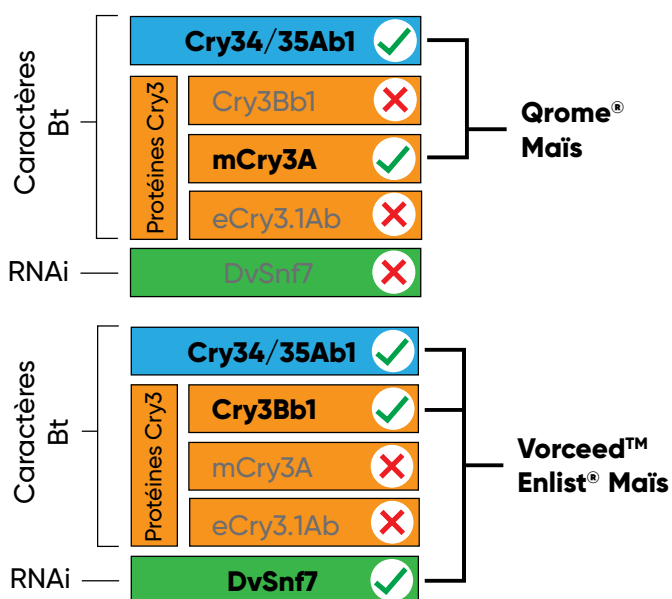 Cry34/35Ab1
Caractères
Bt
Protéines Cry3
Cry3Bb1
mCry3A
eCry3.1Ab
Qrome®
Maïs
RNAi
DvSnf7
Cry34/35Ab1
Caractères
Bt
Protéines Cry3
Cry3Bb1
mCry3A
eCry3.1Ab
Vorceed™
Enlist® Maïs
RNAi
DvSnf7